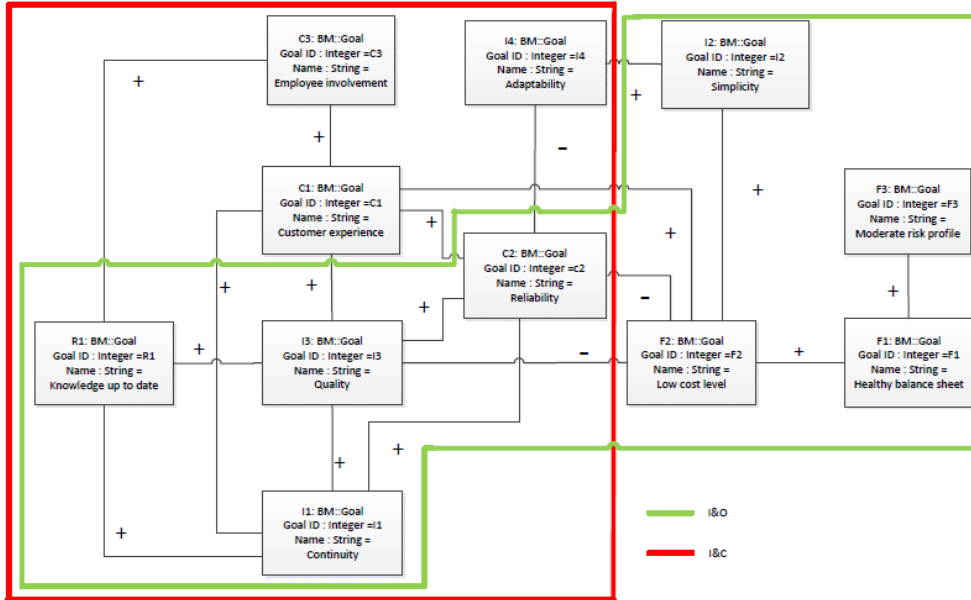 C3: BM::Goal
Goal ID : Integer =C3
Name : String =
Employee involvement
I4: BM::Goal
Goal ID : Integer =I4
Name : String =
Adaptability
I2: BM::Goal
Goal ID : Integer =I2
Name : String =
Simplicity
+
+
+
-
C1: BM::Goal
Goal ID : Integer =C1
Name : String =
Customer experience
F3: BM::Goal
Goal ID : Integer =F3
Name : String =
Moderate risk profile
+
+
+
C2: BM::Goal
Goal ID : Integer =c2
Name : String =
Reliability
+
+
+
-
+
R1: BM::Goal
Goal ID : Integer =R1
Name : String =
Knowledge up to date
+
I3: BM::Goal
Goal ID : Integer =I3
Name : String =
Quality
-
F2: BM::Goal
Goal ID : Integer =F2
Name : String =
Low cost level
+
F1: BM::Goal
Goal ID : Integer =F1
Name : String =
Healthy balance sheet
+
+
+
I1: BM::Goal
Goal ID : Integer =I1
Name : String =
Continuity
I&O
I&C